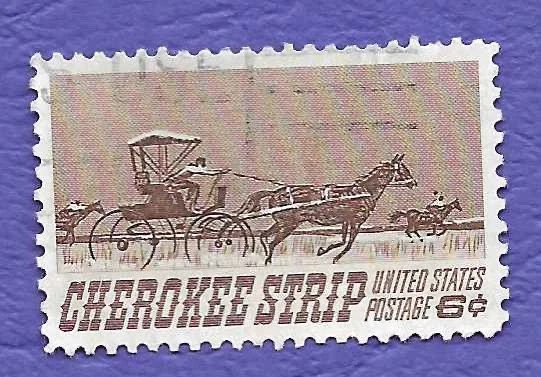 CHEROKEE STRIP
UNITED STATES
POSTAGE 6¢